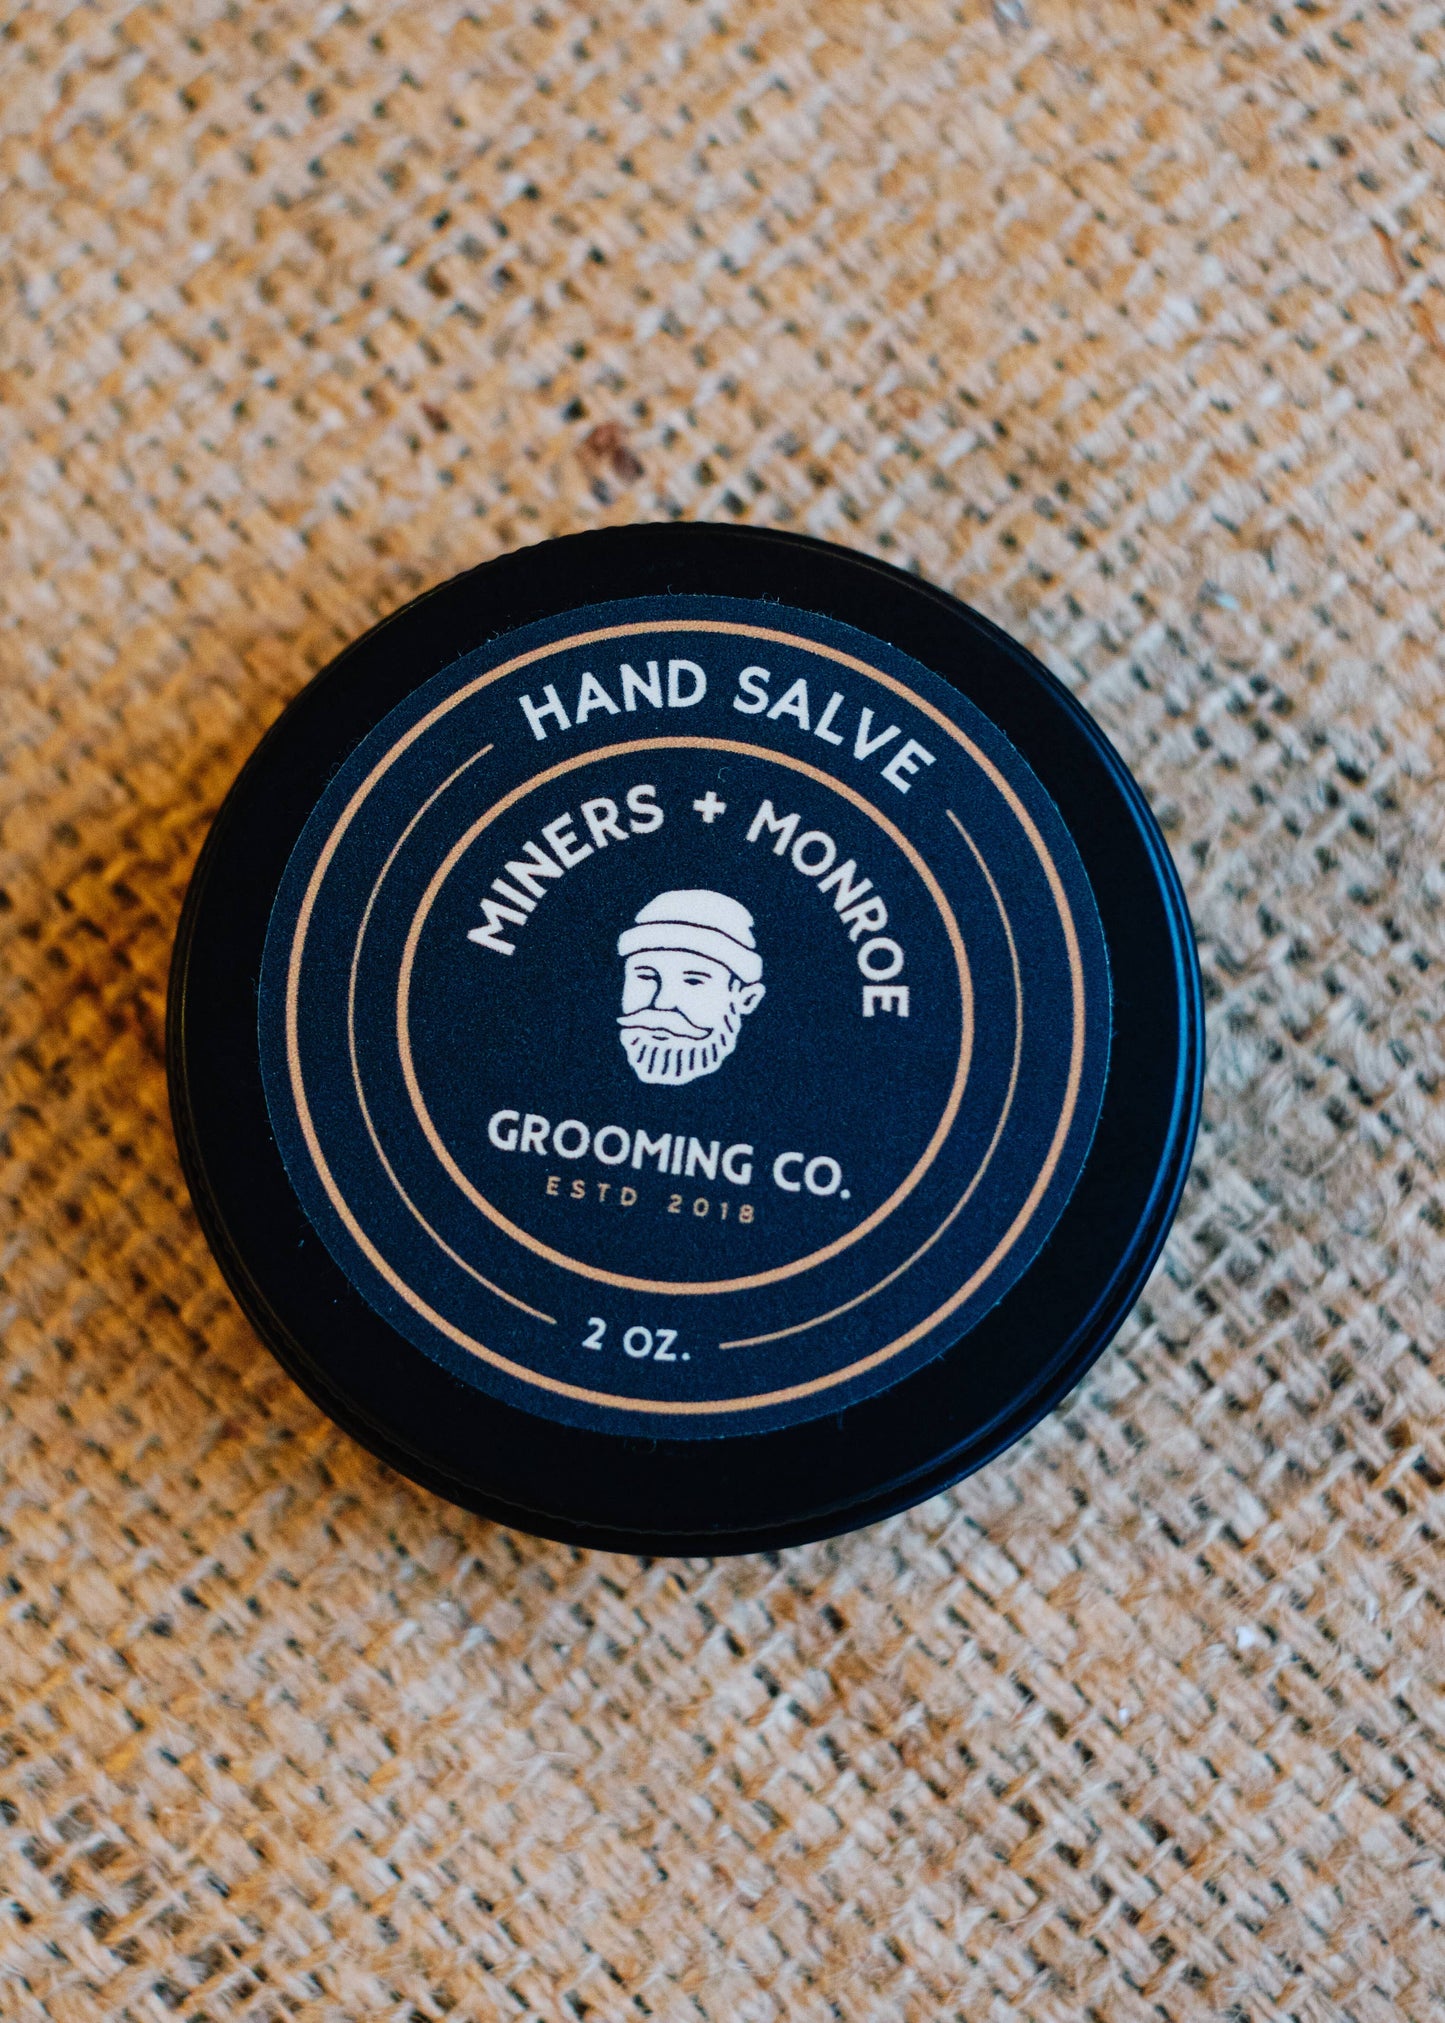 HAND SALVE
MINERS + MONROE
GROOMING CO.
ESTD 2018
2 OZ.